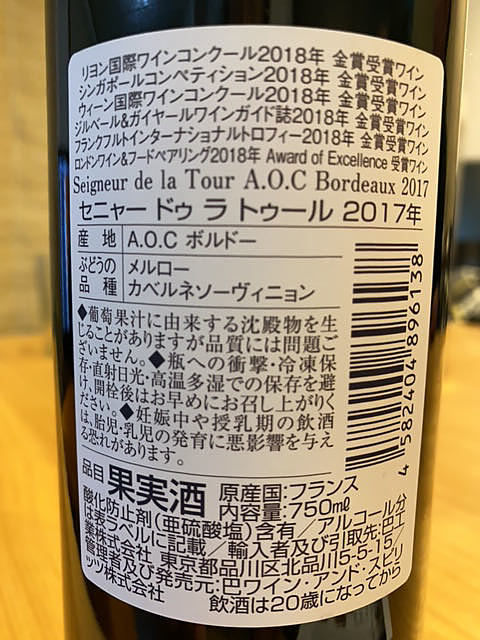 リヨン国際ワインコンクール2018年 金賞受賞ワイン
シンガポールコンペティション2018年 金賞受賞ワイン
ウィーン国際ワインコンクール2018年 金賞受賞ワイン
ジルベール&ガイヤールワインガイド誌2018年 金賞受賞ワイン
フランクフルトインターナショナルトロフィー2018年 金賞受賞ワイン
ロンドンワイン&フードペアリング2018年 Award of Excellence 受賞ワイン
Seigneur de la Tour A.O.C Bordeaux 2017
セニャー ドゥ ラ トゥール 2017年
産 地 A.O.C ボルドー
ぶどうの品 種 メルロー
カベルネソーヴィニョン
◆葡萄果汁に由来する沈殿物を生
じることがありますが品質には問題ご
ざいません。◆瓶への衝撃・冷凍保
存・直射日光・高温多湿での保存を避
け、開栓後はお早めにお召し上がりく
ださい。◆妊娠中や授乳期の飲酒
は、胎児・乳児の発育に悪影響を与え
る恐れがあります。
4 582404 896138
品目 果実酒 原産国:フランス
内容量:750mℓ
酸化防止剤(亜硫酸塩)含有/アルコール分
は表ラベルに記載/輸入者及び引取先:巴工
業株式会社 東京都品川区北品川5-5-15/
管理者及び発売元:巴ワイン・アンド・スピリ
ッツ株式会社 飲酒は20歳になってから